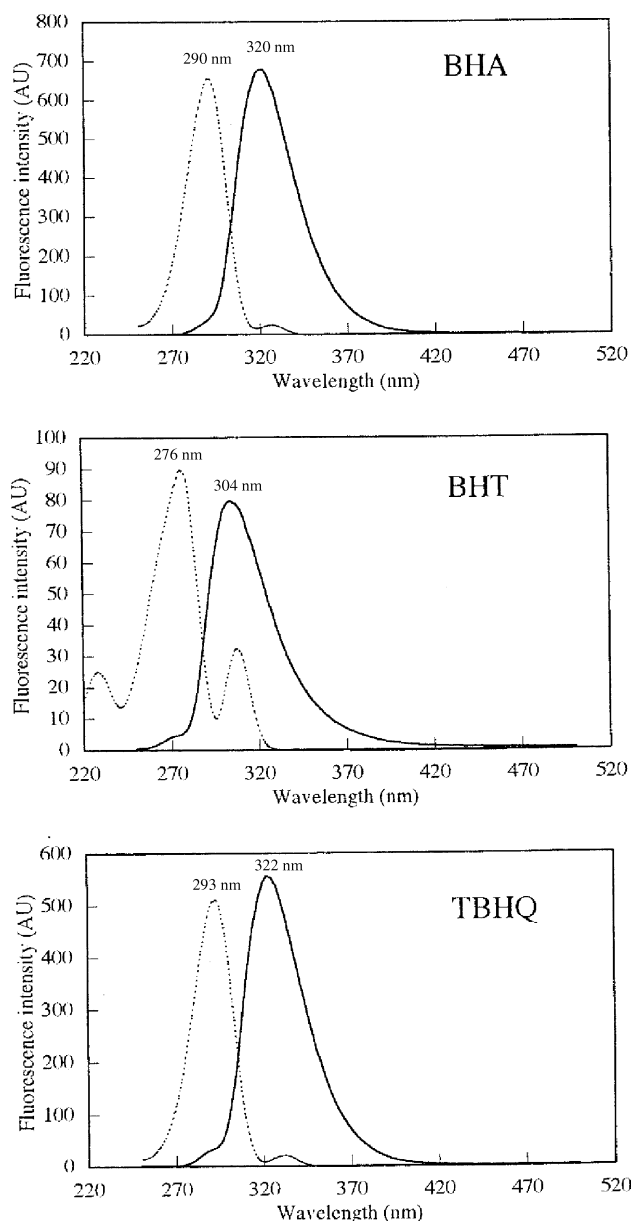 800
700
600
500
400
300
200
100
0
Fluorescence intensity (AU)
290 nm
320 nm
BHA
220 270 320 370 420 470 520
Wavelength (nm)
100
90
80
70
60
50
40
30
20
10
0
Fluorescence intensity (AU)
276 nm
304 nm
BHT
220 270 320 370 420 470 520
Wavelength (nm)
600
500
400
300
200
100
0
Fluorescence intensity (AU)
293 nm
322 nm
TBHQ
220 270 320 370 420 470 520
Wavelength (nm)